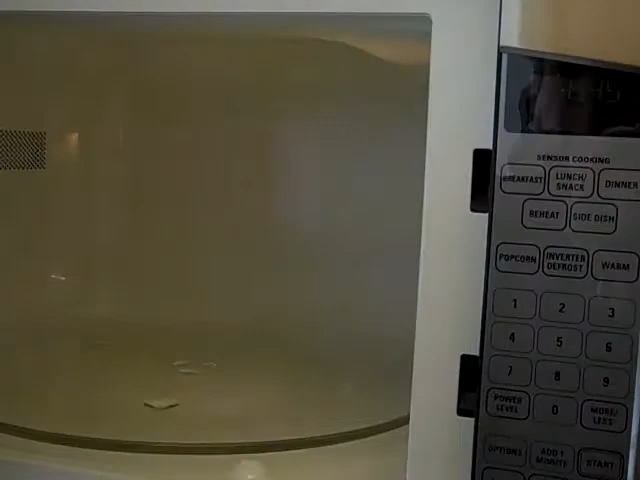 SENSOR COOKING
BREAKFAST LUNCH/SNACK DINNER
REHEAT SIDE DISH
POPCORN INVERTER DEFROST WARM
1 2 3
4 5 6
7 8 9
POWER LEVEL 0 MORE/LESS
OPTIONS ADD 1 MINUTE START